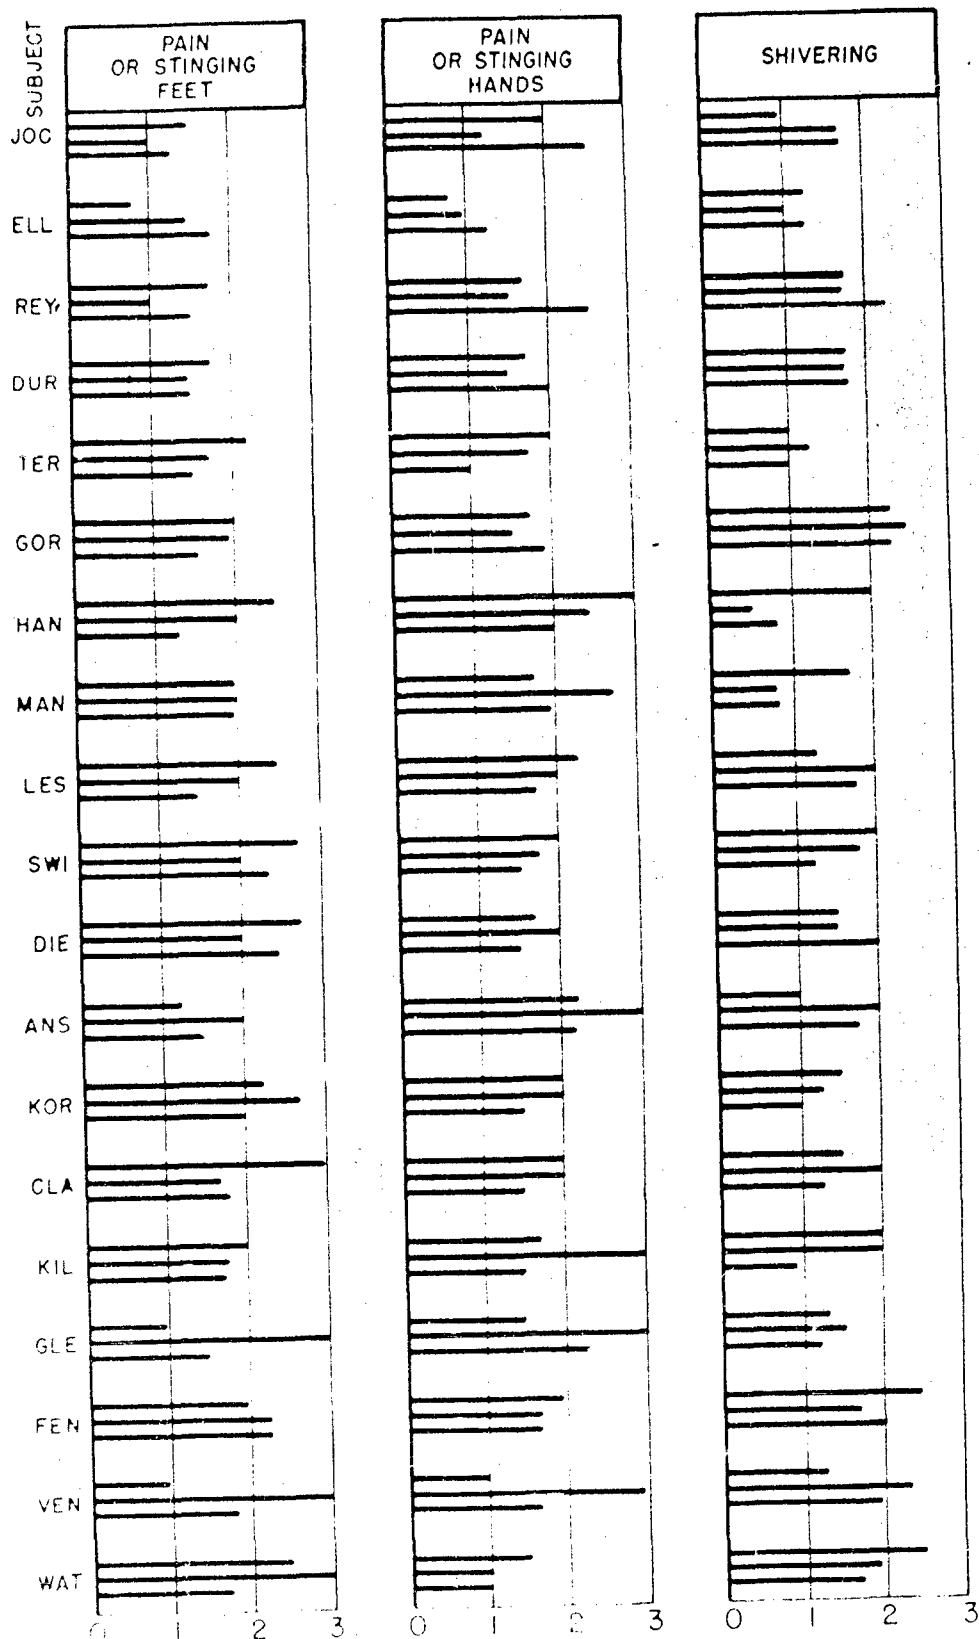 SUBJECT
PAIN
OR STINGING
FEET
PAIN
OR STINGING
HANDS
SHIVERING
JOC
ELL
REY
DUR
TER
GOR
HAN
MAN
LES
SWI
DIE
ANS
KOR
CLA
KIL
GLE
FEN
VEN
WAT
0 1 2 3
0 1 2 3
0 1 2 3